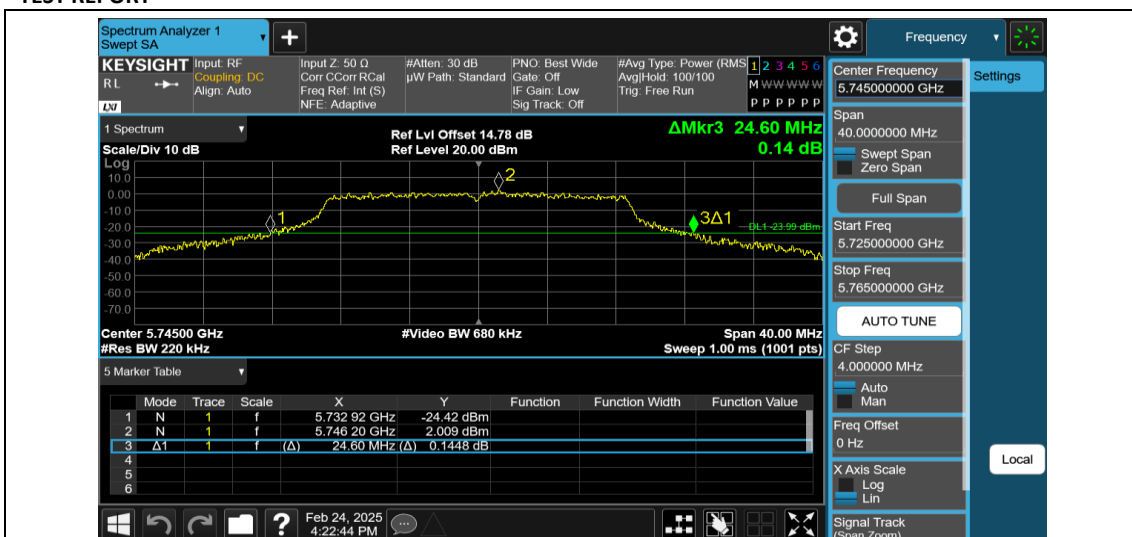 TEST REPORT
Spectrum Analyzer 1
Swept SA
Frequency
KEYSIGHT
RL
LXI
Input: RF
Coupling: DC
Align: Auto
Input Z: 50 Ω
Corr CCorr RCal
Freq Ref: Int (S)
NFE: Adaptive
#Atten: 30 dB
µW Path: Standard
PNO: Best Wide
Gate: Off
IF Gain: Low
Sig Track: Off
#Avg Type: Power (RMS
Avg|Hold: 100/100
Trig: Free Run
1 2 3 4 5 6
M W W W W W
P P P P P P
Center Frequency
5.745000000 GHz
Settings
Span
40.0000000 MHz
Swept Span
Zero Span
Full Span
Start Freq
5.725000000 GHz
Stop Freq
5.765000000 GHz
AUTO TUNE
CF Step
4.000000 MHz
Auto
Man
Freq Offset
0 Hz
X Axis Scale
Log
Lin
Signal Track
(Span Zoom)
Local
1 Spectrum
Scale/Div 10 dB
Ref Lvl Offset 14.78 dB
Ref Level 20.00 dBm
ΔMkr3 24.60 MHz
0.14 dB
Log
10.0
0.00
-10.0
-20.0
-30.0
-40.0
-50.0
-60.0
-70.0
1
2
3Δ1
DL1 -23.99 dBm
Center 5.74500 GHz
#Video BW 680 kHz
Span 40.00 MHz
#Res BW 220 kHz
Sweep 1.00 ms (1001 pts)
5 Marker Table
Mode Trace Scale X Y Function Function Width Function Value
1 N 1 f 5.732 92 GHz -24.42 dBm
2 N 1 f 5.746 20 GHz 2.009 dBm
3 Δ1 1 f (Δ) 24.60 MHz (Δ) 0.1448 dB
4
5
6
Feb 24, 2025
4:22:44 PM